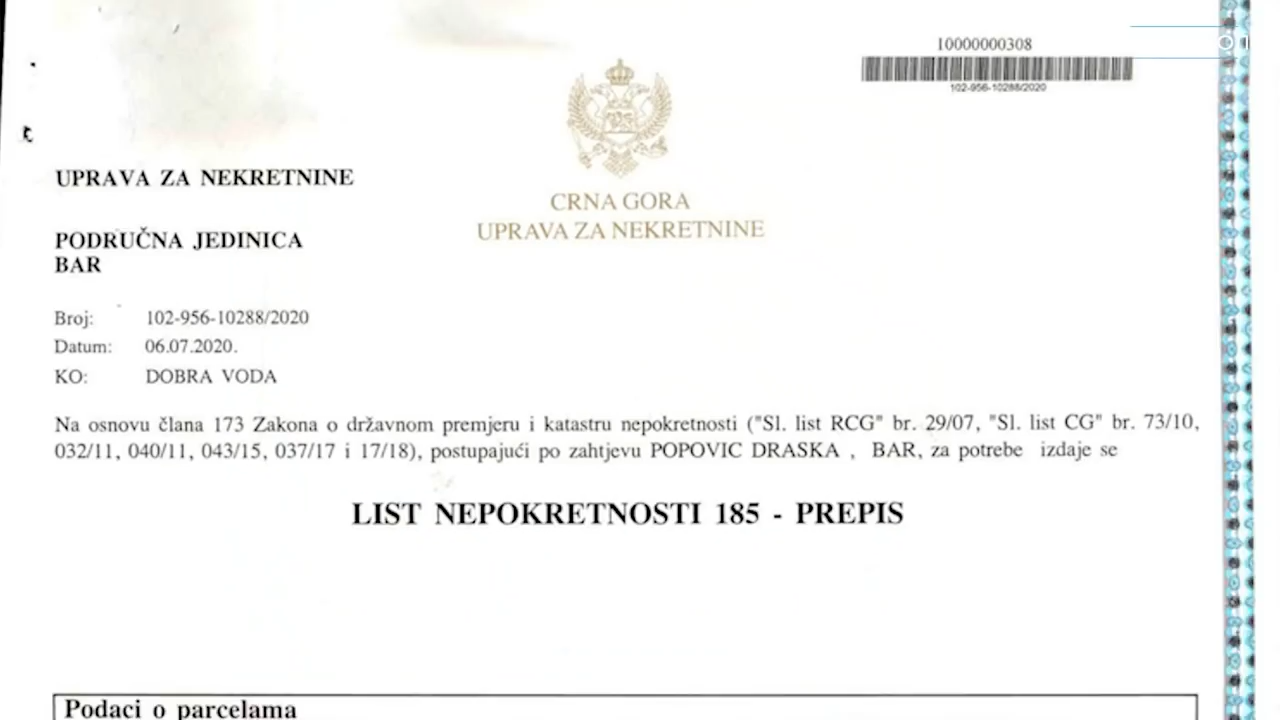 10000000308
102-956-10288/2020
CRNA GORA
UPRAVA ZA NEKRETNINE
UPRAVA ZA NEKRETNINE
PODRUČNA JEDINICA
BAR
Broj: 102-956-10288/2020
Datum: 06.07.2020.
KO: DOBRA VODA
Na osnovu člana 173 Zakona o državnom premjeru i katastru nepokretnosti ("Sl. list RCG" br. 29/07, "Sl. list CG" br. 73/10,
032/11, 040/11, 043/15, 037/17 i 17/18), postupajući po zahtjevu POPOVIC DRASKA , BAR, za potrebe izdaje se
LIST NEPOKRETNOSTI 185 - PREPIS
Podaci o parcelama